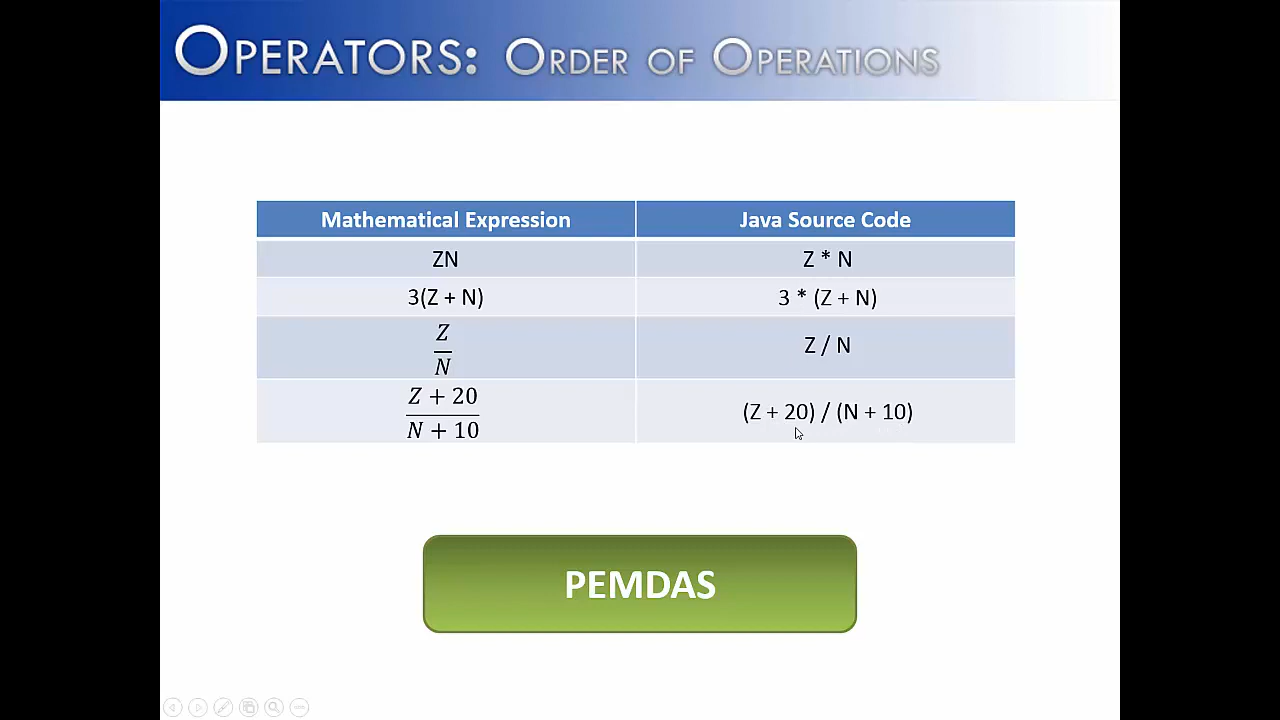 OPERATORS: ORDER OF OPERATIONS
Mathematical Expression Java Source Code
ZN Z * N
3(Z + N) 3 * (Z + N)
Z
N
Z / N
Z + 20
N + 10
(Z + 20) / (N + 10)
PEMDAS